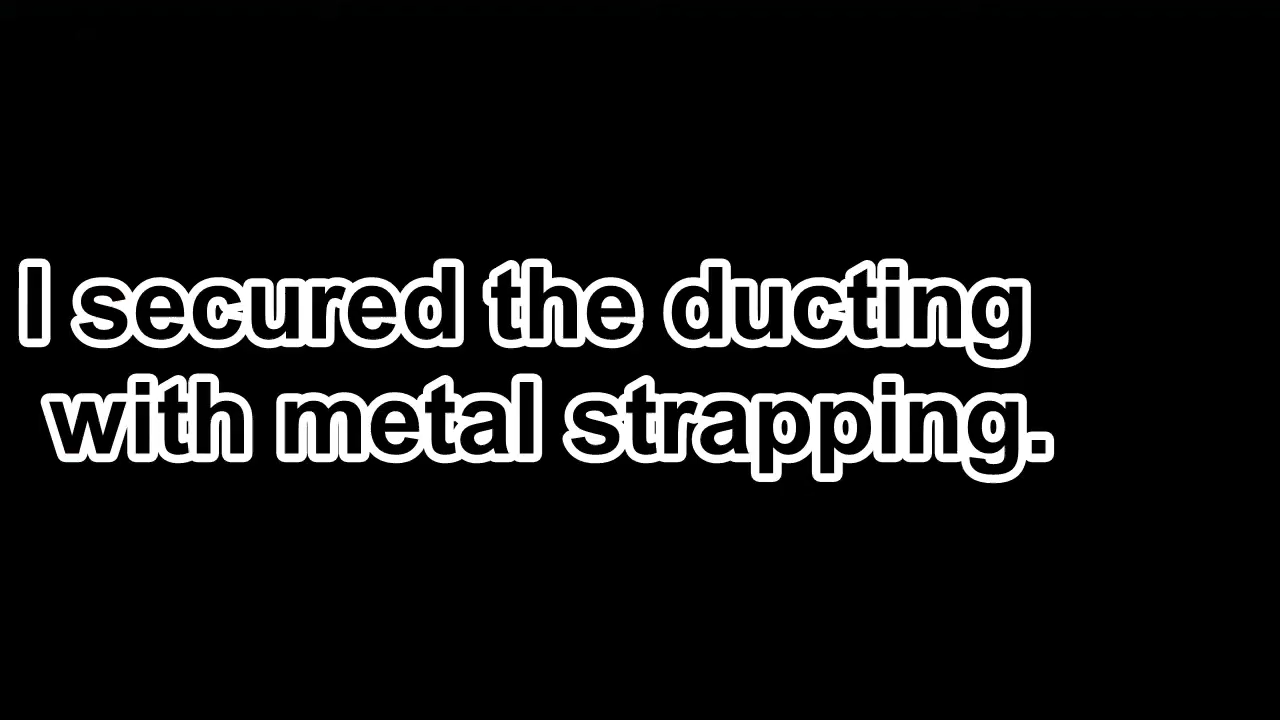 I secured the ducting
with metal strapping.